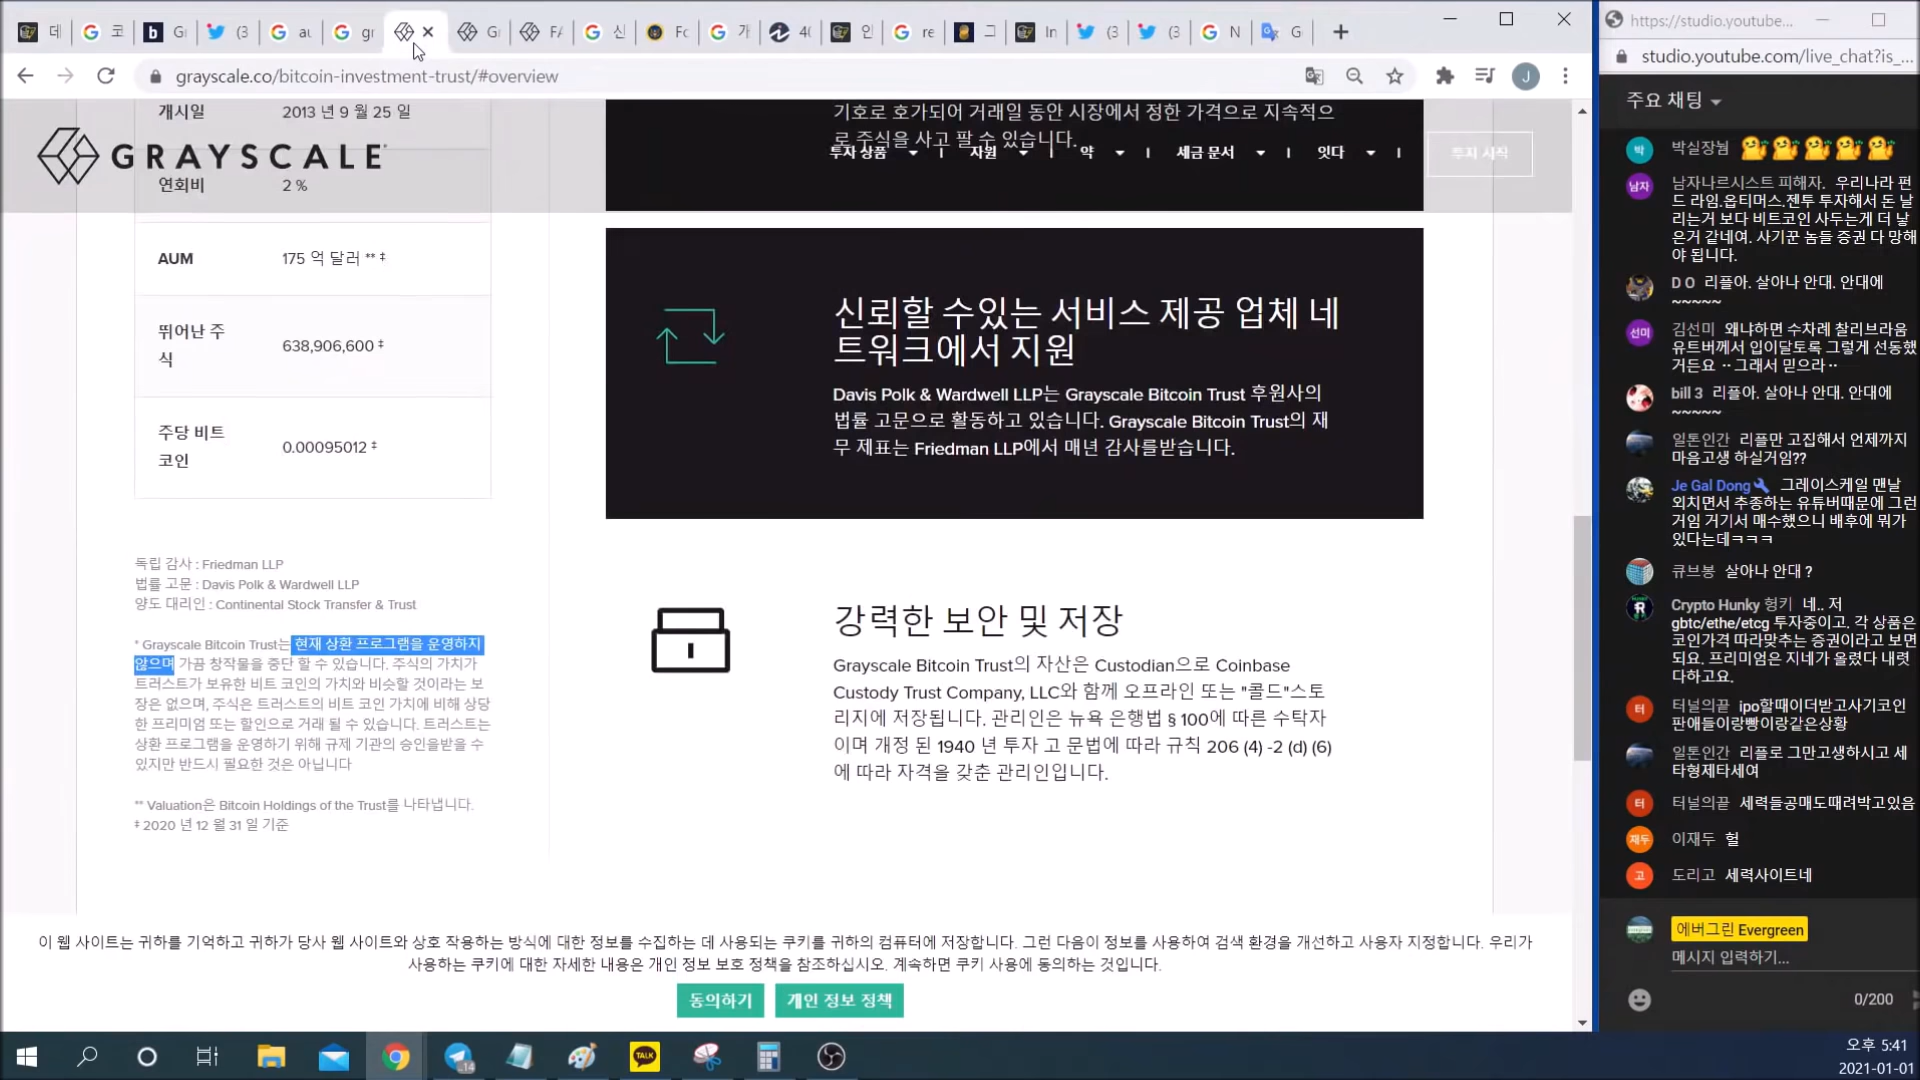 데
코
G
(3
aı
gr
G
F/
신
Fc
가
4(
인
re
그
In
(3
(3
N
G
grayscale.co/bitcoin-investment-trust/#overview
J
GRAYSCALE
투자 상품
자원
약
세금 문서
잇다
투자 시작
개시일
2013 년 9 월 25 일
연회비
2 %
AUM
175 억 달러 ** ‡
뛰어난 주
식
638,906,600 ‡
주당 비트
코인
0.00095012 ‡
독립 감사 : Friedman LLP
법률 고문 : Davis Polk & Wardwell LLP
양도 대리인 : Continental Stock Transfer & Trust
* Grayscale Bitcoin Trust는 현재 상환 프로그램을 운영하지
않으며 가끔 창작물을 중단 할 수 있습니다. 주식의 가치가
트러스트가 보유한 비트 코인의 가치와 비슷할 것이라는 보
장은 없으며, 주식은 트러스트의 비트 코인 가치에 비해 상당
한 프리미엄 또는 할인으로 거래 될 수 있습니다. 트러스트는
상환 프로그램을 운영하기 위해 규제 기관의 승인을받을 수
있지만 반드시 필요한 것은 아닙니다
** Valuation은 Bitcoin Holdings of the Trust를 나타냅니다.
‡ 2020 년 12 월 31 일 기준
기호로 호가되어 거래일 동안 시장에서 정한 가격으로 지속적으
로 주식을 사고 팔 수 있습니다.
신뢰할 수있는 서비스 제공 업체 네
트워크에서 지원
Davis Polk & Wardwell LLP는 Grayscale Bitcoin Trust 후원사의
법률 고문으로 활동하고 있습니다. Grayscale Bitcoin Trust의 재
무 제표는 Friedman LLP에서 매년 감사를받습니다.
강력한 보안 및 저장
Grayscale Bitcoin Trust의 자산은 Custodian으로 Coinbase
Custody Trust Company, LLC와 함께 오프라인 또는 "콜드"스토
리지에 저장됩니다. 관리인은 뉴욕 은행법 § 100에 따른 수탁자
이며 개정 된 1940 년 투자 고 문법에 따라 규칙 206 (4) -2 (d) (6)
에 따라 자격을 갖춘 관리인입니다.
이 웹 사이트는 귀하를 기억하고 귀하가 당사 웹 사이트와 상호 작용하는 방식에 대한 정보를 수집하는 데 사용되는 쿠키를 귀하의 컴퓨터에 저장합니다. 그런 다음이 정보를 사용하여 검색 환경을 개선하고 사용자 지정합니다. 우리가
사용하는 쿠키에 대한 자세한 내용은 개인 정보 보호 정책을 참조하십시오. 계속하면 쿠키 사용에 동의하는 것입니다.
동의하기
개인 정보 정책
https://studio.youtube...
studio.youtube.com/live_chat?is_...
주요 채팅
박 박실장뉨
남자 남자나르시스트 피해자. 우리나라 펀
드 라임.옵티머스.젠투 투자해서 돈 날
리는거 보다 비트코인 사두는게 더 낳
은거 같네여. 사기꾼 놈들 증권 다 망해
야 됩니다.
D O 리플아. 살아나 안대. 안대에
~~~~~
선미 김선미 왜냐하면 수차례 찰리브라움
유트버께서 입이달토록 그렇게 선동했
거든요 ··그래서 믿으라··
bill 3 리플아. 살아나 안대. 안대에
~~~~~
일톤인간 리플만 고집해서 언제까지
마음고생 하실거임??
Je Gal Dong 그레이스케일 맨날
외치면서 추종하는 유튜버때문에 그런
거임 거기서 매수했으니 배후에 뭐가
있다는데ㅋㅋㅋ
큐브봉 살아나 안대 ?
Crypto Hunky 헝키 네.. 저
gbtc/ethe/etcg 투자중이고. 각 상품은
코인가격 따라맞추는 증권이라고 보면
되요. 프리미엄은 지네가 올렸다 내렷
다하고요.
터 터널의끝 ipo할때이더받고사기코인
판애들이랑빵이랑같은상황
일톤인간 리플로 그만고생하시고 세
타형제타세여
터 터널의끝 세력들공매도때려박고있음
재두 이재두 헐
고 도리고 세력사이트네
에버그린 Evergreen
메시지 입력하기...
0/200
14
TALK
오후 5:41
2021-01-01